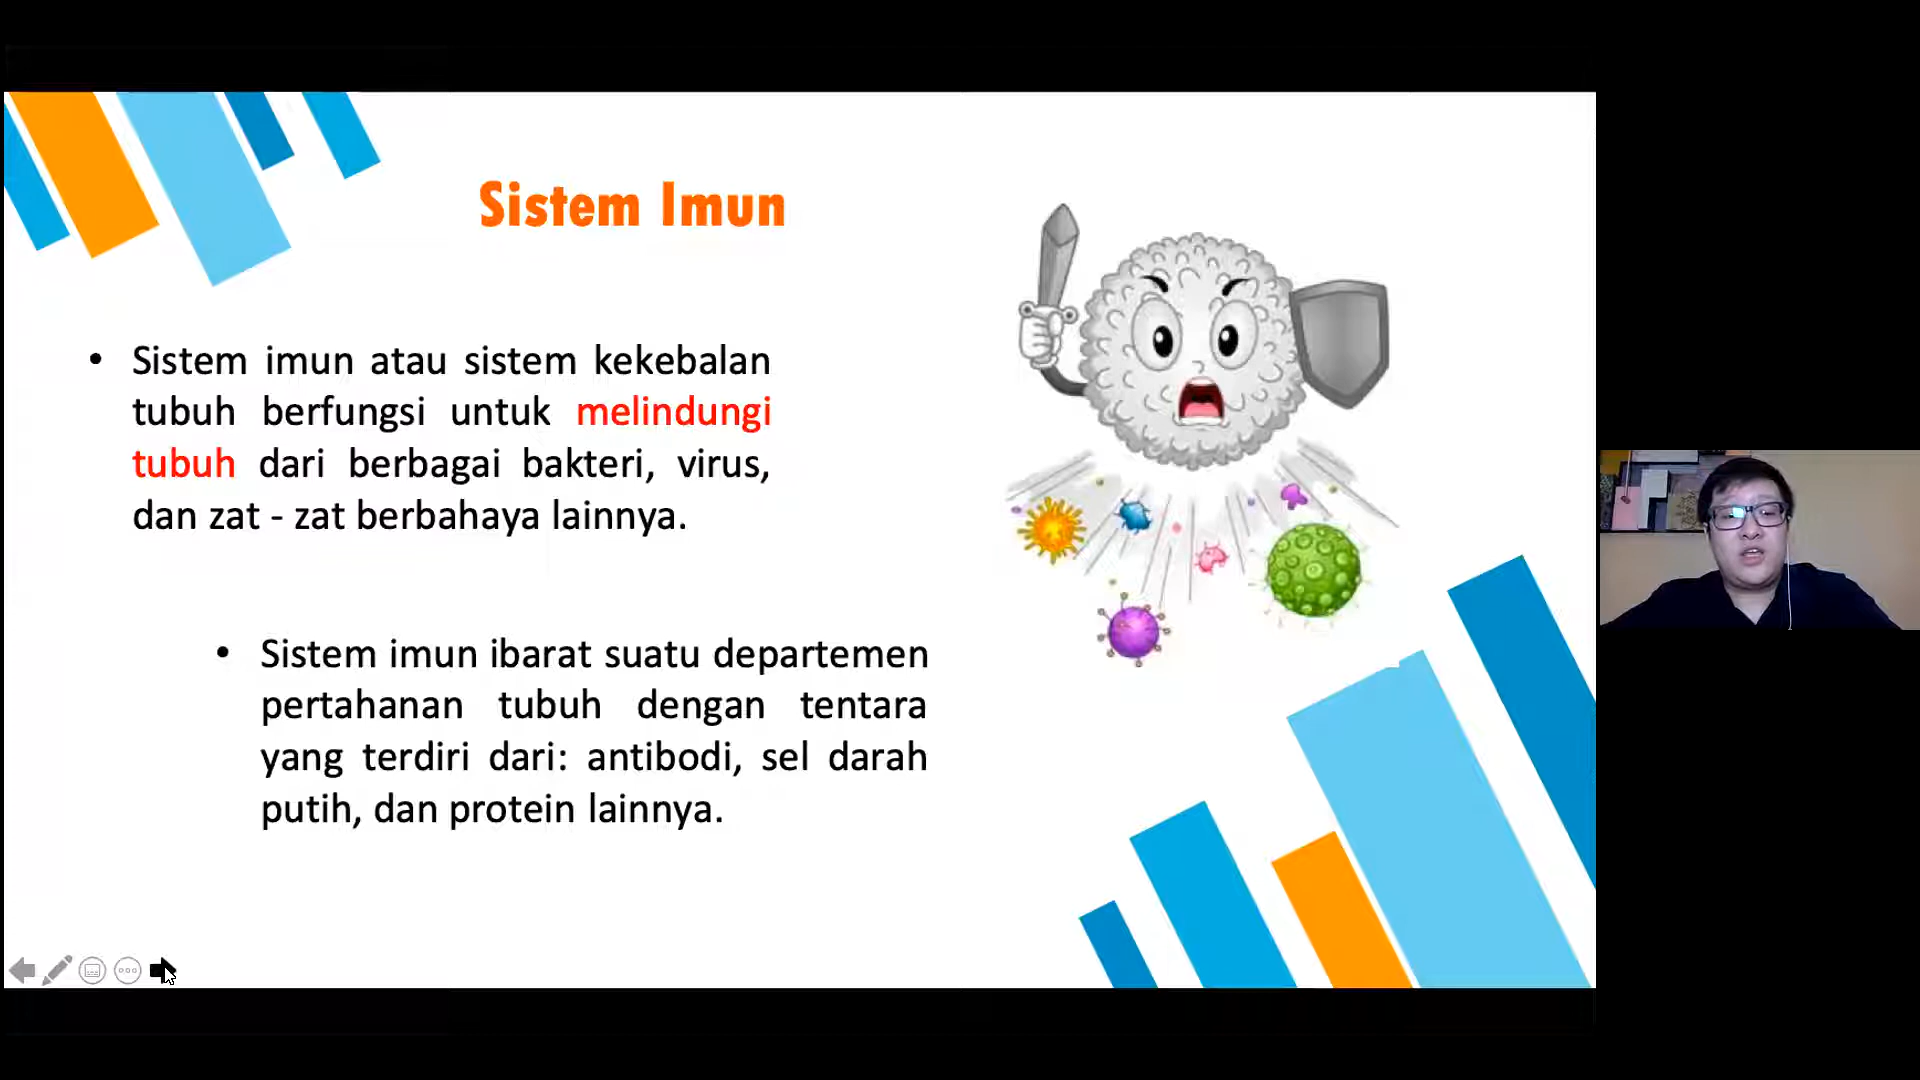 Sistem Imun
• Sistem imun atau sistem kekebalan
tubuh berfungsi untuk melindungi
tubuh dari berbagai bakteri, virus,
dan zat - zat berbahaya lainnya.
• Sistem imun ibarat suatu departemen
pertahanan tubuh dengan tentara
yang terdiri dari: antibodi, sel darah
putih, dan protein lainnya.